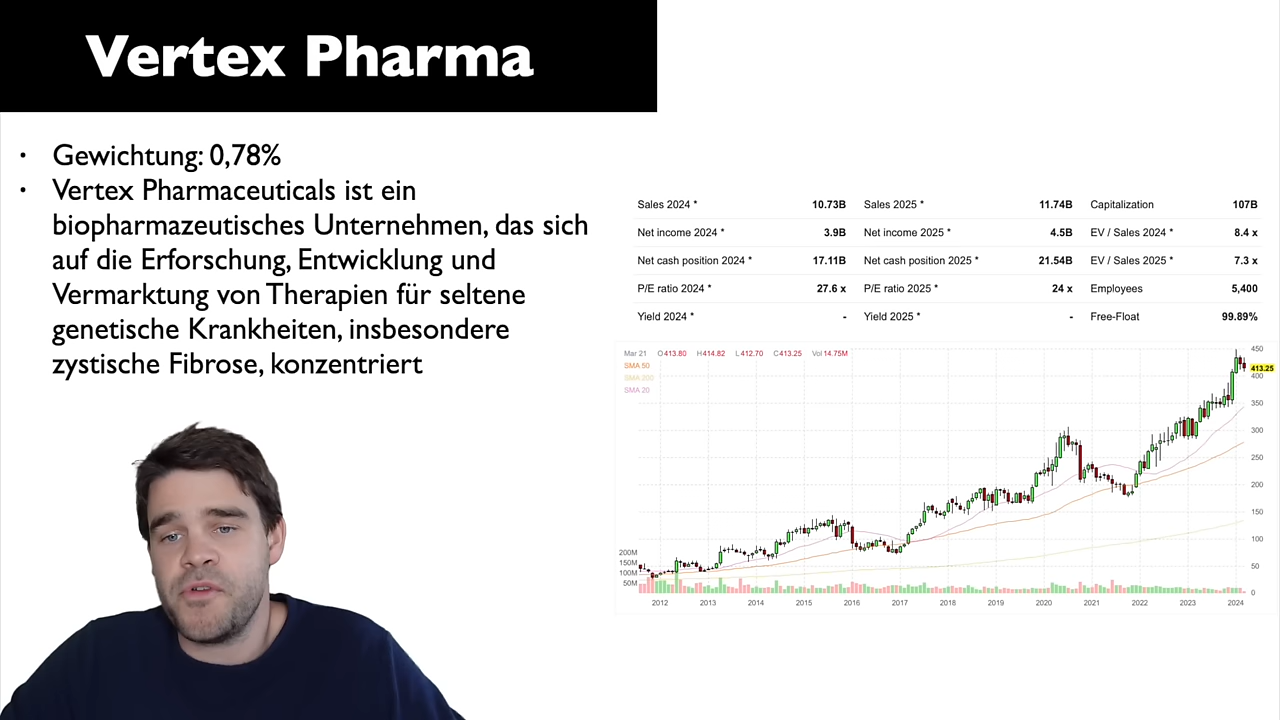 Vertex Pharma
• Gewichtung: 0,78%
• Vertex Pharmaceuticals ist ein
biopharmazeutisches Unternehmen, das sich
auf die Erforschung, Entwicklung und
Vermarktung von Therapien für seltene
genetische Krankheiten, insbesondere
zystische Fibrose, konzentriert
Sales 2024 * 10.73B Sales 2025 * 11.74B Capitalization 107B
Net income 2024 * 3.9B Net income 2025 * 4.5B EV / Sales 2024 * 8.4 x
Net cash position 2024 * 17.11B Net cash position 2025 * 21.54B EV / Sales 2025 * 7.3 x
P/E ratio 2024 * 27.6 x P/E ratio 2025 * 24 x Employees 5,400
Yield 2024 * - Yield 2025 * - Free-Float 99.89%
Mar 21 O413.80 H414.82 L412.70 C413.25 Vol 14.75M
SMA 50
SMA 200
SMA 20
450
413.25
400
350
300
250
200
150
100
50
0
200M
150M
100M
50M
2012 2013 2014 2015 2016 2017 2018 2019 2020 2021 2022 2023 2024